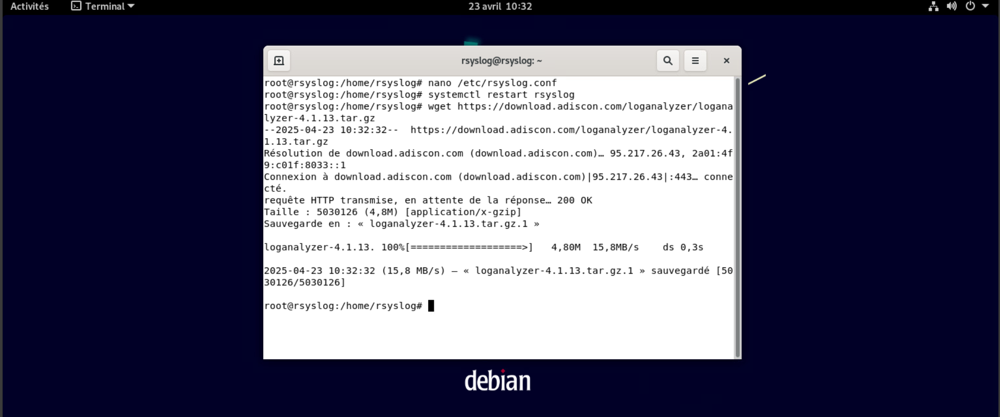 Activités Terminal 23 avril 10:32
rsyslog@rsyslog: ~
root@rsyslog:/home/rsyslog# nano /etc/rsyslog.conf
root@rsyslog:/home/rsyslog# systemctl restart rsyslog
root@rsyslog:/home/rsyslog# wget https://download.adiscon.com/loganalyzer/logana
lyzer-4.1.13.tar.gz
--2025-04-23 10:32:32--  https://download.adiscon.com/loganalyzer/loganalyzer-4.
1.13.tar.gz
Résolution de download.adiscon.com (download.adiscon.com)… 95.217.26.43, 2a01:4f
9:c01f:8033::1
Connexion à download.adiscon.com (download.adiscon.com)|95.217.26.43|:443… conne
cté.
requête HTTP transmise, en attente de la réponse… 200 OK
Taille : 5030126 (4,8M) [application/x-gzip]
Sauvegarde en : « loganalyzer-4.1.13.tar.gz.1 »
loganalyzer-4.1.13. 100%[===================>]   4,80M  15,8MB/s    ds 0,3s
2025-04-23 10:32:32 (15,8 MB/s) — « loganalyzer-4.1.13.tar.gz.1 » sauvegardé [50
30126/5030126]
root@rsyslog:/home/rsyslog#
debian